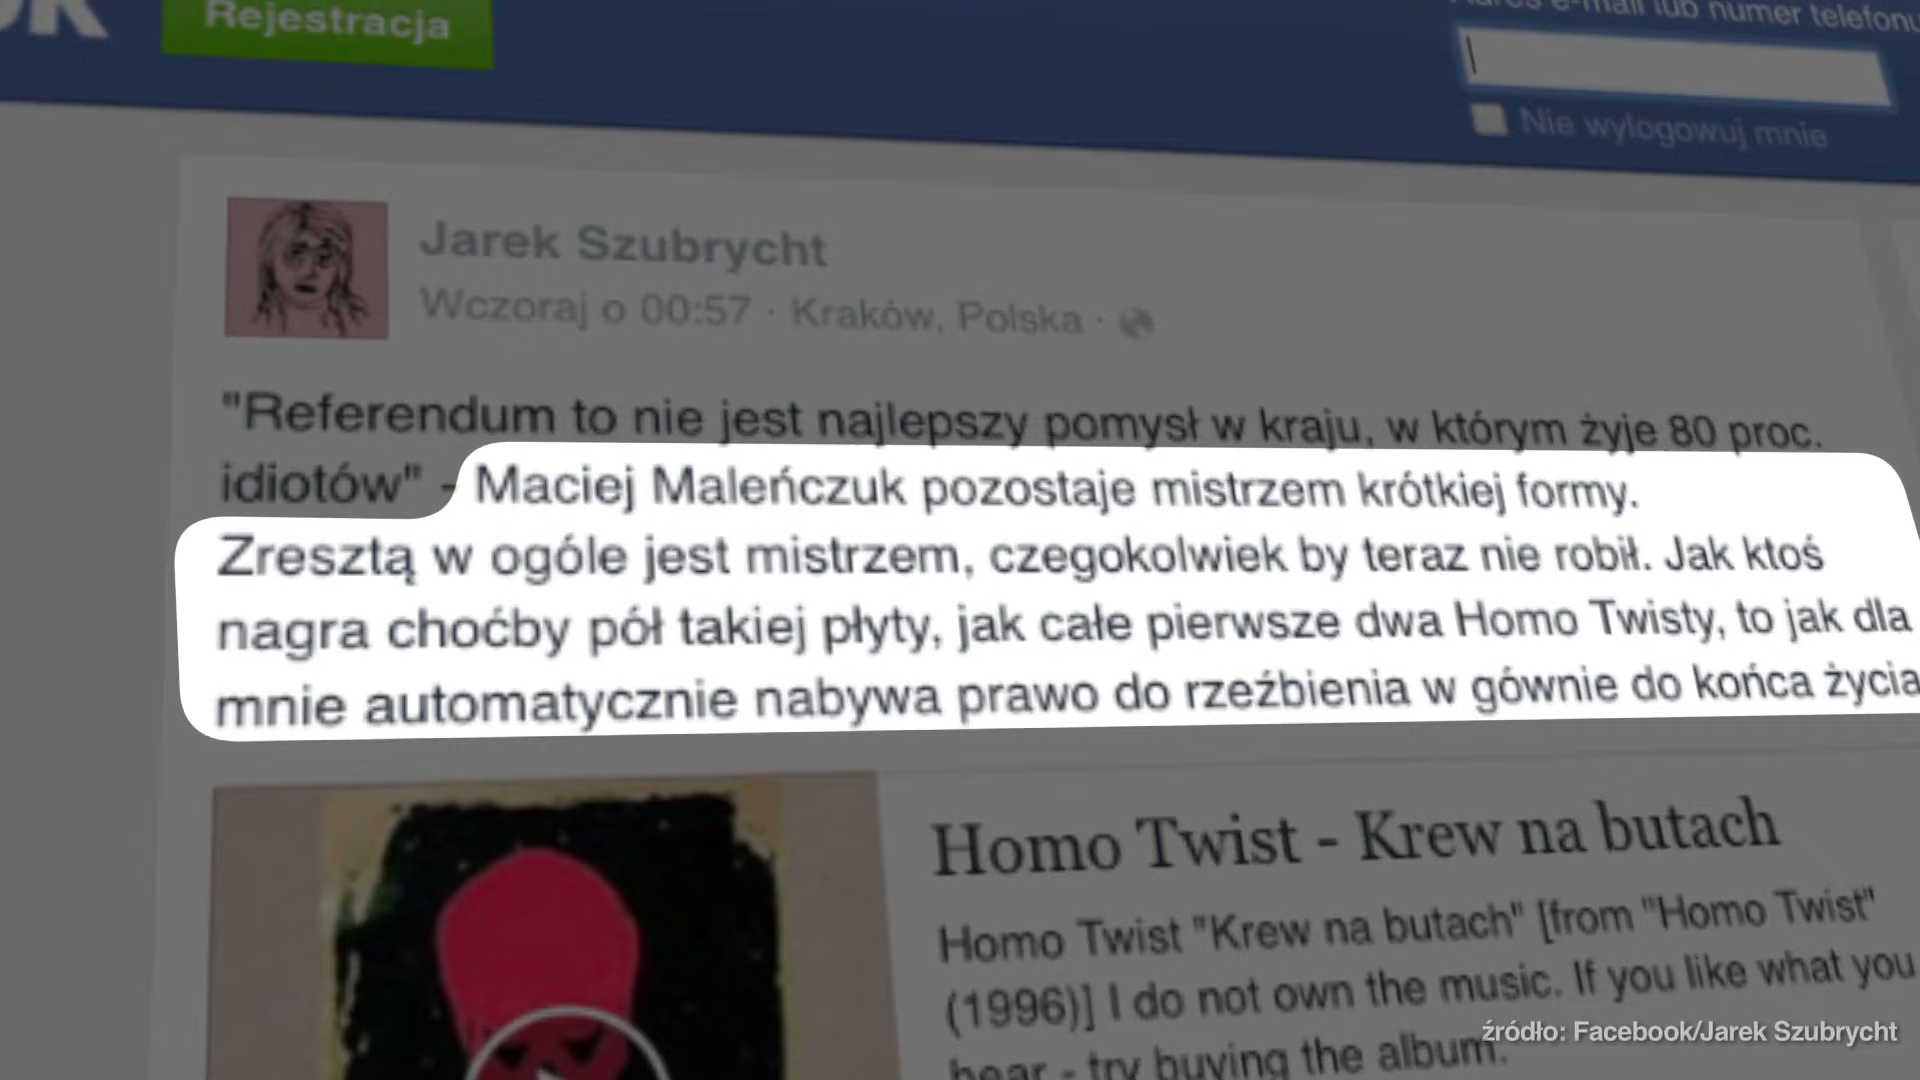 Rejestracja
Nie wylogowuj mnie
Jarek Szubrycht
Wczoraj o 00:57 · Kraków, Polska ·
"Referendum to nie jest najlepszy pomysł w kraju, w którym żyje 80 proc.
idiotów" - Maciej Maleńczuk pozostaje mistrzem krótkiej formy.
Zresztą w ogóle jest mistrzem, czegokolwiek by teraz nie robił. Jak ktoś
nagra choćby pół takiej płyty, jak całe pierwsze dwa Homo Twisty, to jak dla
mnie automatycznie nabywa prawo do rzeźbienia w gównie do końca życia
Homo Twist - Krew na butach
Homo Twist "Krew na butach" [from "Homo Twist"
(1996)] I do not own the music. If you like what you
hear - try buying the album.
źródło: Facebook/Jarek Szubrycht